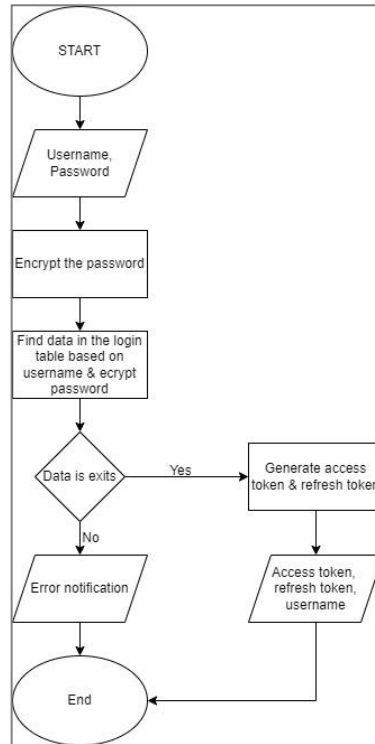 START
Username,
Password
Encrypt the password
Find data in the login
table based on
username & ecrypt
password
Data is exits
Yes
Generate access
token & refresh token
No
Error notification
Access token,
refresh token,
username
End